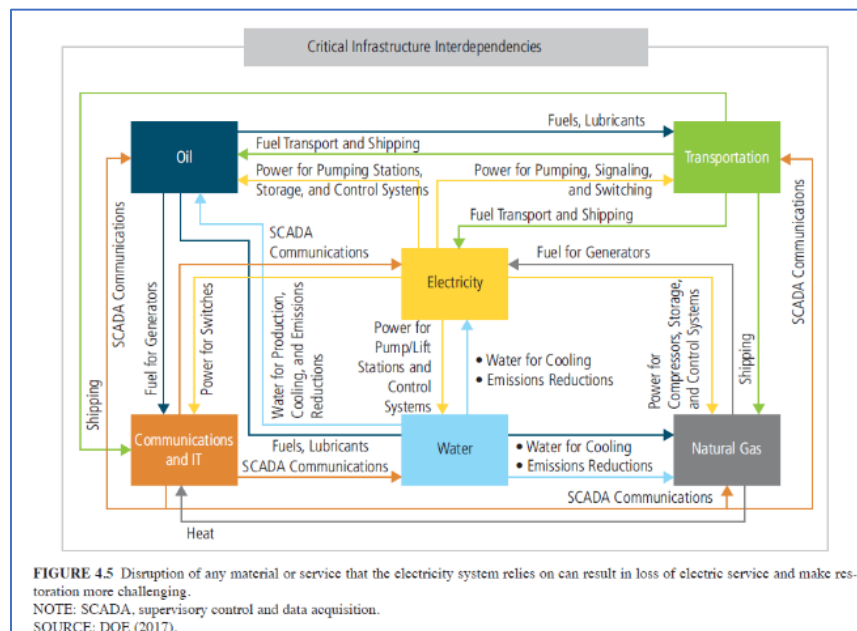 Critical Infrastructure Interdependencies
Fuels, Lubricants
Oil
Fuel Transport and Shipping
Transportation
Power for Pumping Stations,
Storage, and Control Systems
Power for Pumping, Signaling,
and Switching
Fuel Transport and Shipping
SCADA
Communications
Fuel for Generators
Electricity
SCADA Communications
Fuel for Generators
Power for Switches
Water for Production,
Cooling, and Emissions
Reductions
Power for
Pump/Lift
Stations and
Control
Systems
• Water for Cooling
• Emissions Reductions
Power for
Compressors, Storage,
and Control Systems
Shipping
SCADA Communications
Shipping
Communications
and IT
Fuels, Lubricants
SCADA Communications
Water
• Water for Cooling
• Emissions Reductions
Natural Gas
SCADA Communications
Heat
FIGURE 4.5 Disruption of any material or service that the electricity system relies on can result in loss of electric service and make res-
toration more challenging.
NOTE: SCADA, supervisory control and data acquisition.
SOURCE: DOE (2017).